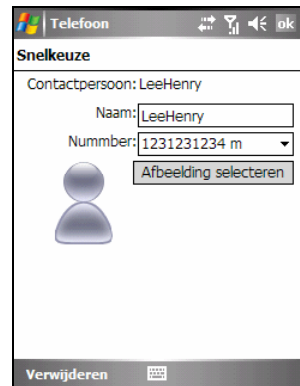 Telefoon ok
Snelkeuze
Contactpersoon: LeeHenry
Naam: LeeHenry
Nummber: 1231231234 m
Afbeelding selecteren
Verwijderen